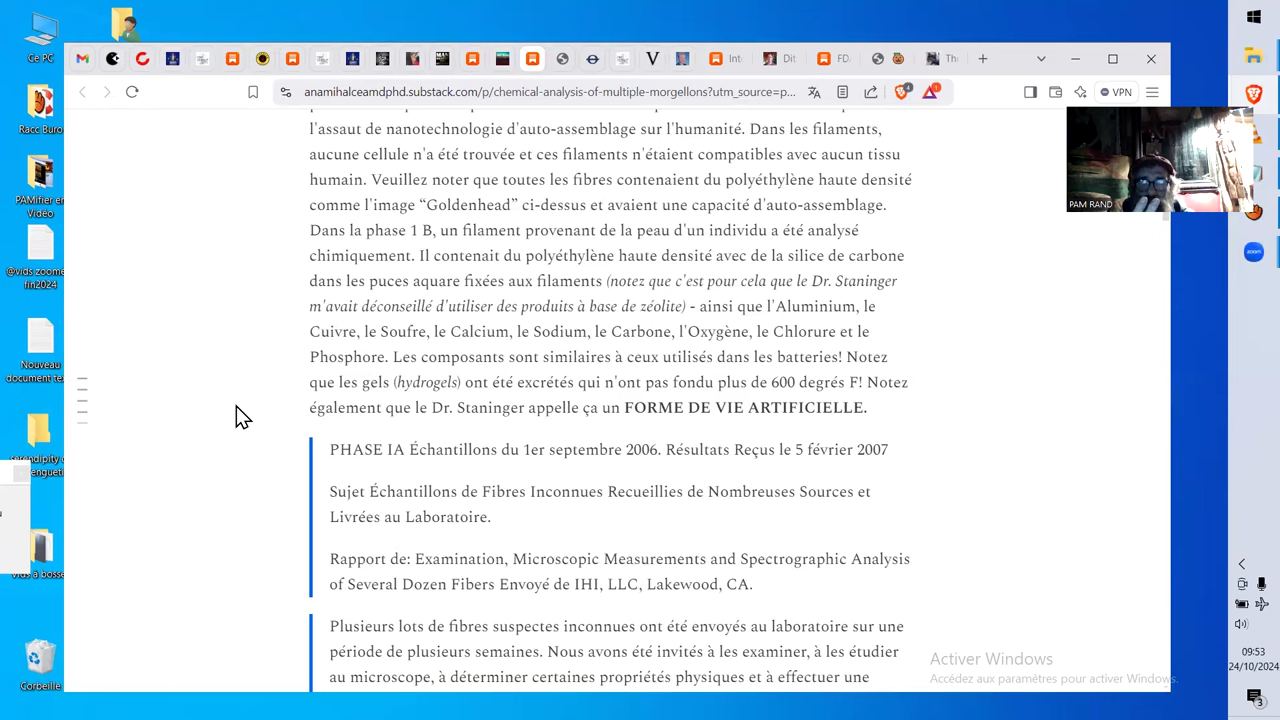 Ce PC
Racc Buro
PAMifier en
Vidéo
@vids zoome
fin2024
Nouveau
document tex
Corbeille
Int
Dit
FD
Th
anamihalceamdphd.substack.com/p/chemical-analysis-of-multiple-morgellons?utm_source=p...
VPN
PAM RAND
l'assaut de nanotechnologie d'auto-assemblage sur l'humanité. Dans les filaments,
aucune cellule n'a été trouvée et ces filaments n'étaient compatibles avec aucun tissu
humain. Veuillez noter que toutes les fibres contenaient du polyéthylène haute densité
comme l'image “Goldenhead” ci-dessus et avaient une capacité d'auto-assemblage.
Dans la phase 1 B, un filament provenant de la peau d'un individu a été analysé
chimiquement. Il contenait du polyéthylène haute densité avec de la silice de carbone
dans les puces aquare fixées aux filaments (notez que c'est pour cela que le Dr. Staninger
m'avait déconseillé d'utiliser des produits à base de zéolite) - ainsi que l'Aluminium, le
Cuivre, le Soufre, le Calcium, le Sodium, le Carbone, l'Oxygène, le Chlorure et le
Phosphore. Les composants sont similaires à ceux utilisés dans les batteries! Notez
que les gels (hydrogels) ont été excrétés qui n'ont pas fondu plus de 600 degrés F! Notez
également que le Dr. Staninger appelle ça un FORME DE VIE ARTIFICIELLE.
PHASE IA Échantillons du 1er septembre 2006. Résultats Reçus le 5 février 2007
Sujet Échantillons de Fibres Inconnues Recueillies de Nombreuses Sources et
Livrées au Laboratoire.
Rapport de: Examination, Microscopic Measurements and Spectrographic Analysis
of Several Dozen Fibers Envoyé de IHI, LLC, Lakewood, CA.
Plusieurs lots de fibres suspectes inconnues ont été envoyés au laboratoire sur une
période de plusieurs semaines. Nous avons été invités à les examiner, à les étudier
au microscope, à déterminer certaines propriétés physiques et à effectuer une
Activer Windows
Accédez aux paramètres pour activer Windows.
zoom
09:53
24/10/2024
3